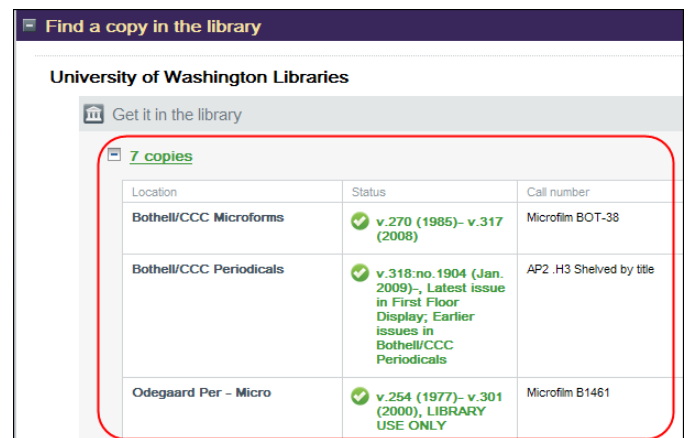 Find a copy in the library
University of Washington Libraries
Get it in the library
7 copies
Location Status Call number
Bothell/CCC Microforms
v.270 (1985)- v.317
(2008)
Microfilm BOT-38
Bothell/CCC Periodicals
v.318:no.1904 (Jan.
2009)-, Latest issue
in First Floor
Display; Earlier
issues in
Bothell/CCC
Periodicals
AP2 .H3 Shelved by title
Odegaard Per - Micro
v.254 (1977)- v.301
(2000), LIBRARY
USE ONLY
Microfilm B1461